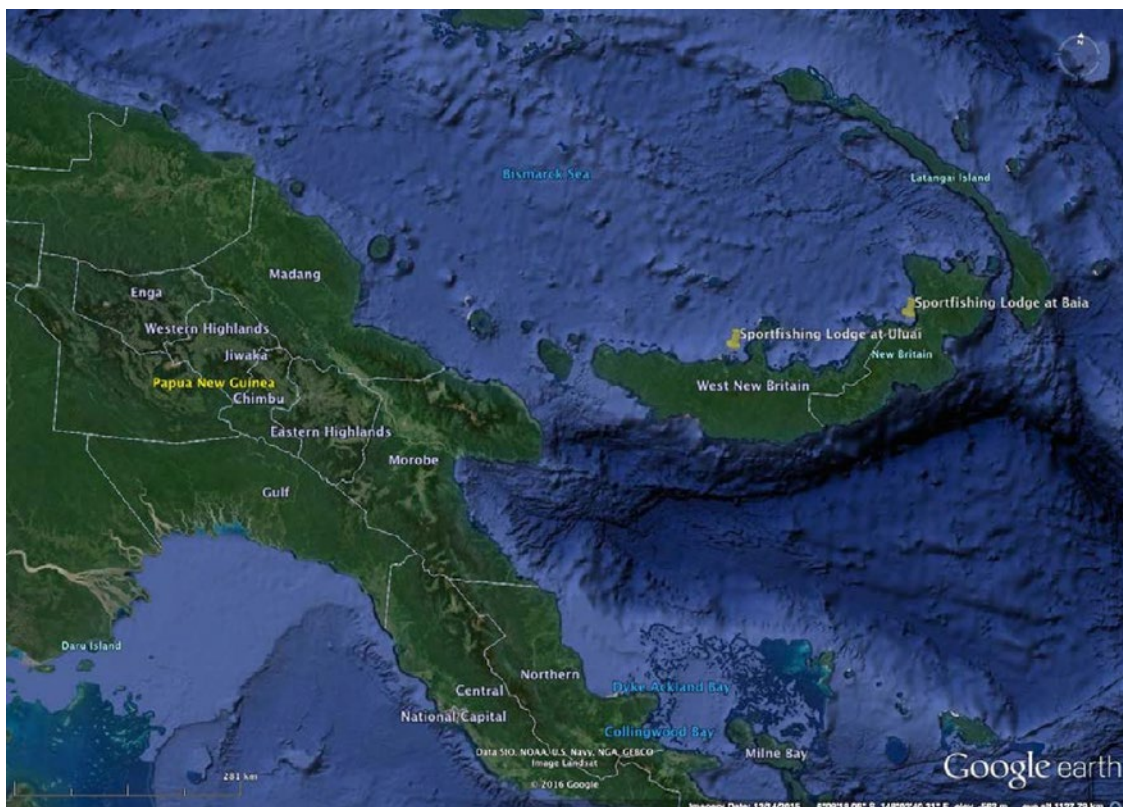 N
Bismarck Sea
Latangai Island
Madang
Enga
Sportfishing Lodge at Baia
Western Highlands
Sportfishing Lodge at Uluai
Jiwaka
New Britain
Papua New Guinea
West New Britain
Chimbu
Eastern Highlands
Morobe
Gulf
Daru Island
Northern
Dyke Ackland Bay
Central
National Capital
Collingwood Bay
Data SIO, NOAA, U.S. Navy, NGA, GEBCO
Milne Bay
Image Landsat
Google earth
© 2016 Google
281 km